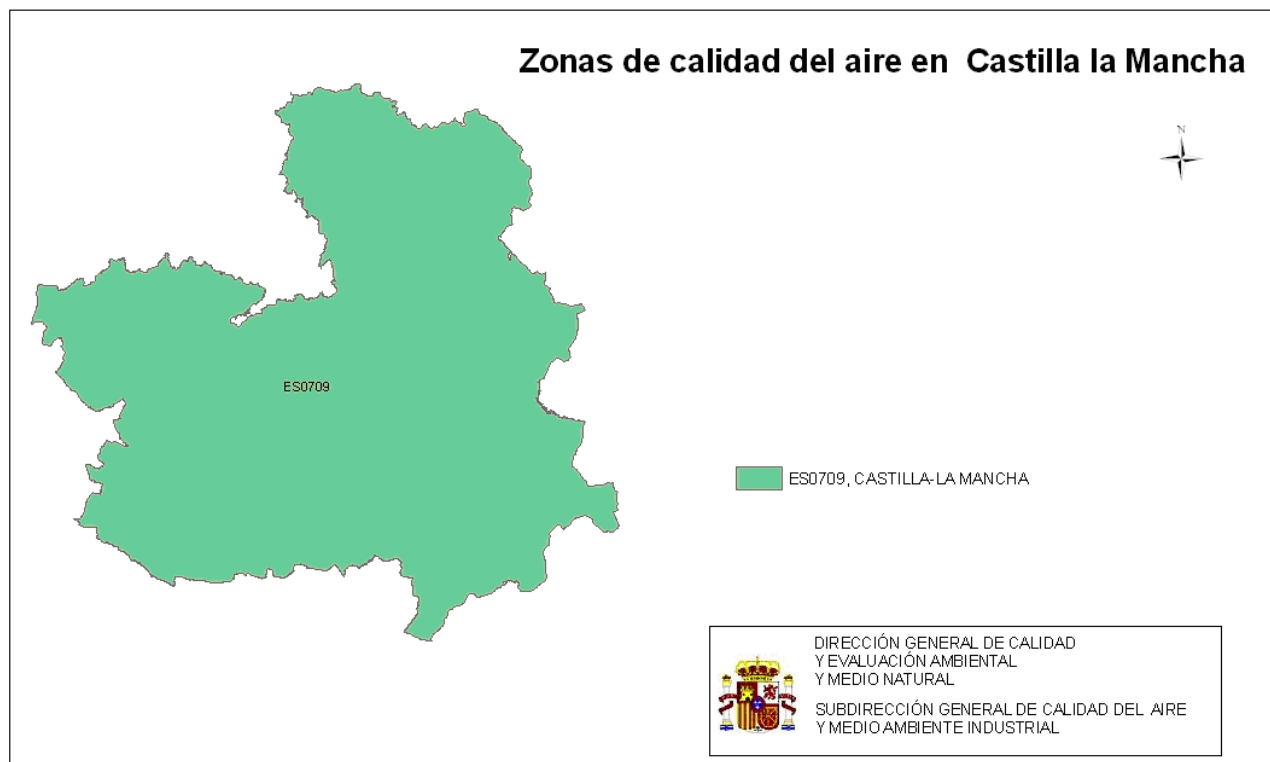 Zonas de calidad del aire en Castilla la Mancha
N
ES0709
ES0709, CASTILLA-LA MANCHA
DIRECCIÓN GENERAL DE CALIDAD
Y EVALUACIÓN AMBIENTAL
Y MEDIO NATURAL
SUBDIRECCIÓN GENERAL DE CALIDAD DEL AIRE
Y MEDIO AMBIENTE INDUSTRIAL